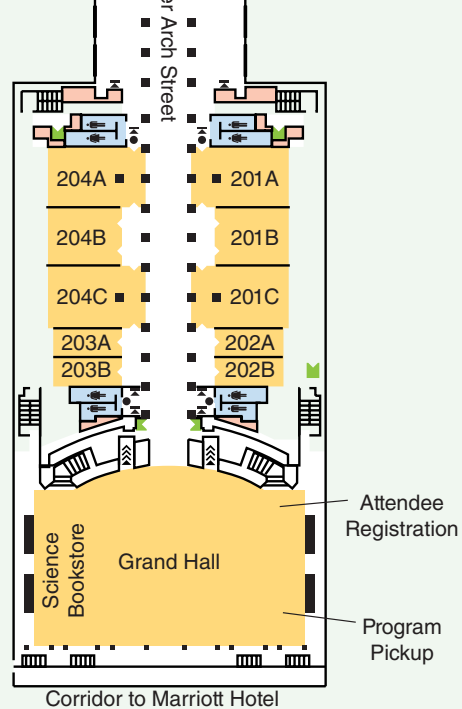 er Arch Street
204A
201A
204B
201B
204C
201C
203A
202A
203B
202B
Attendee
Registration
Science
Bookstore
Grand Hall
Program
Pickup
Corridor to Marriott Hotel